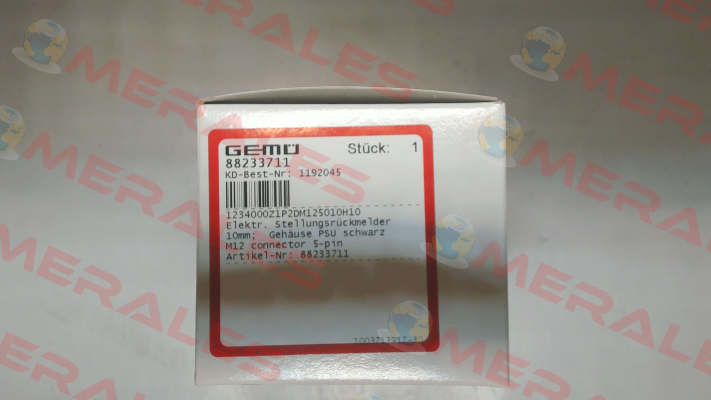 MERALES
MERALES
GEMÜ
Stück: 1
88233711
KD-Best-Nr: 1192045
1234000Z1P2DM125010H10
Elektr. Stellungsrückmelder
10mm; Gehäuse PSU schwarz
M12 connector 5-pin
Artikel-Nr: 88233711
MERALES
MERALES